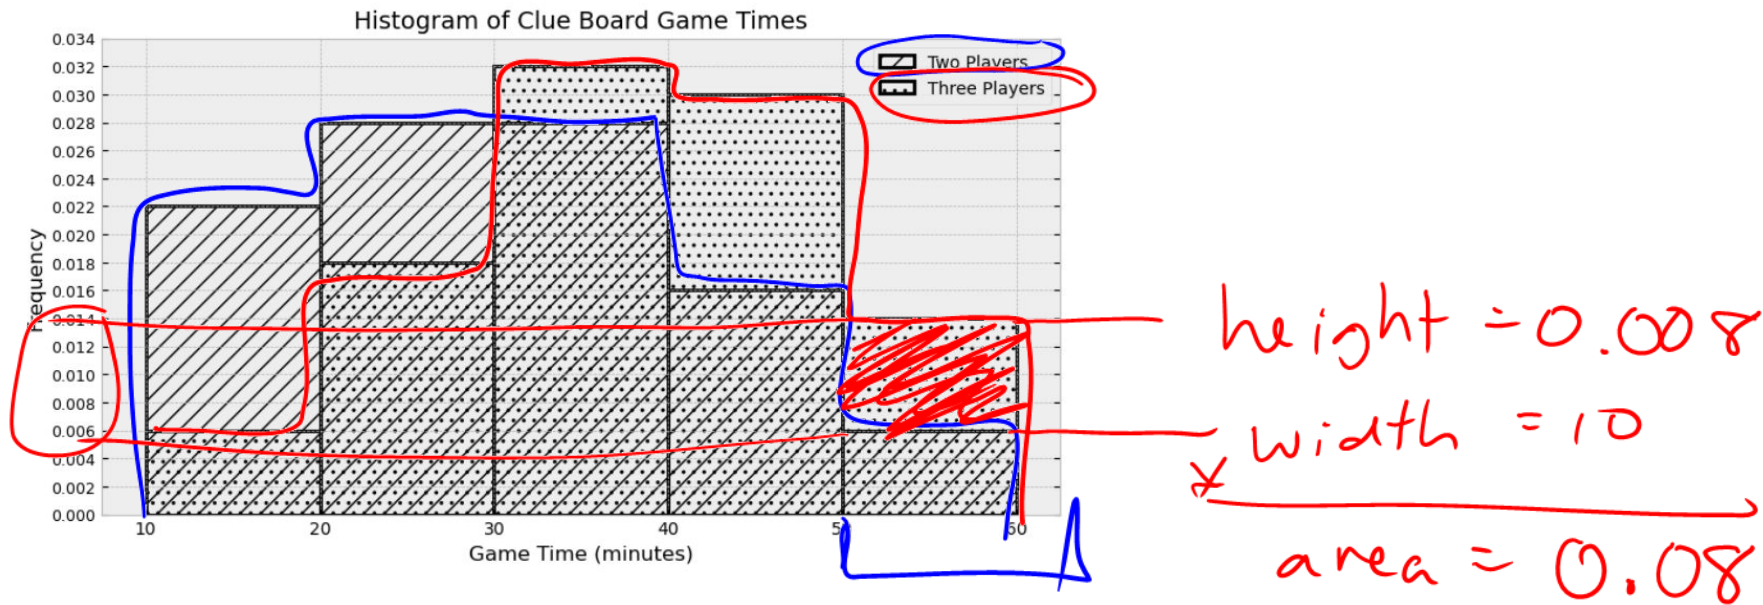 Histogram of Clue Board Game Times
Two Players
Three Players
Frequency
0.034
0.032
0.030
0.028
0.026
0.024
0.022
0.020
0.018
0.016
0.014
0.012
0.010
0.008
0.006
0.004
0.002
0.000
10 20 30 40 50 60
Game Time (minutes)
height = 0.008
width = 10
×
area = 0.08